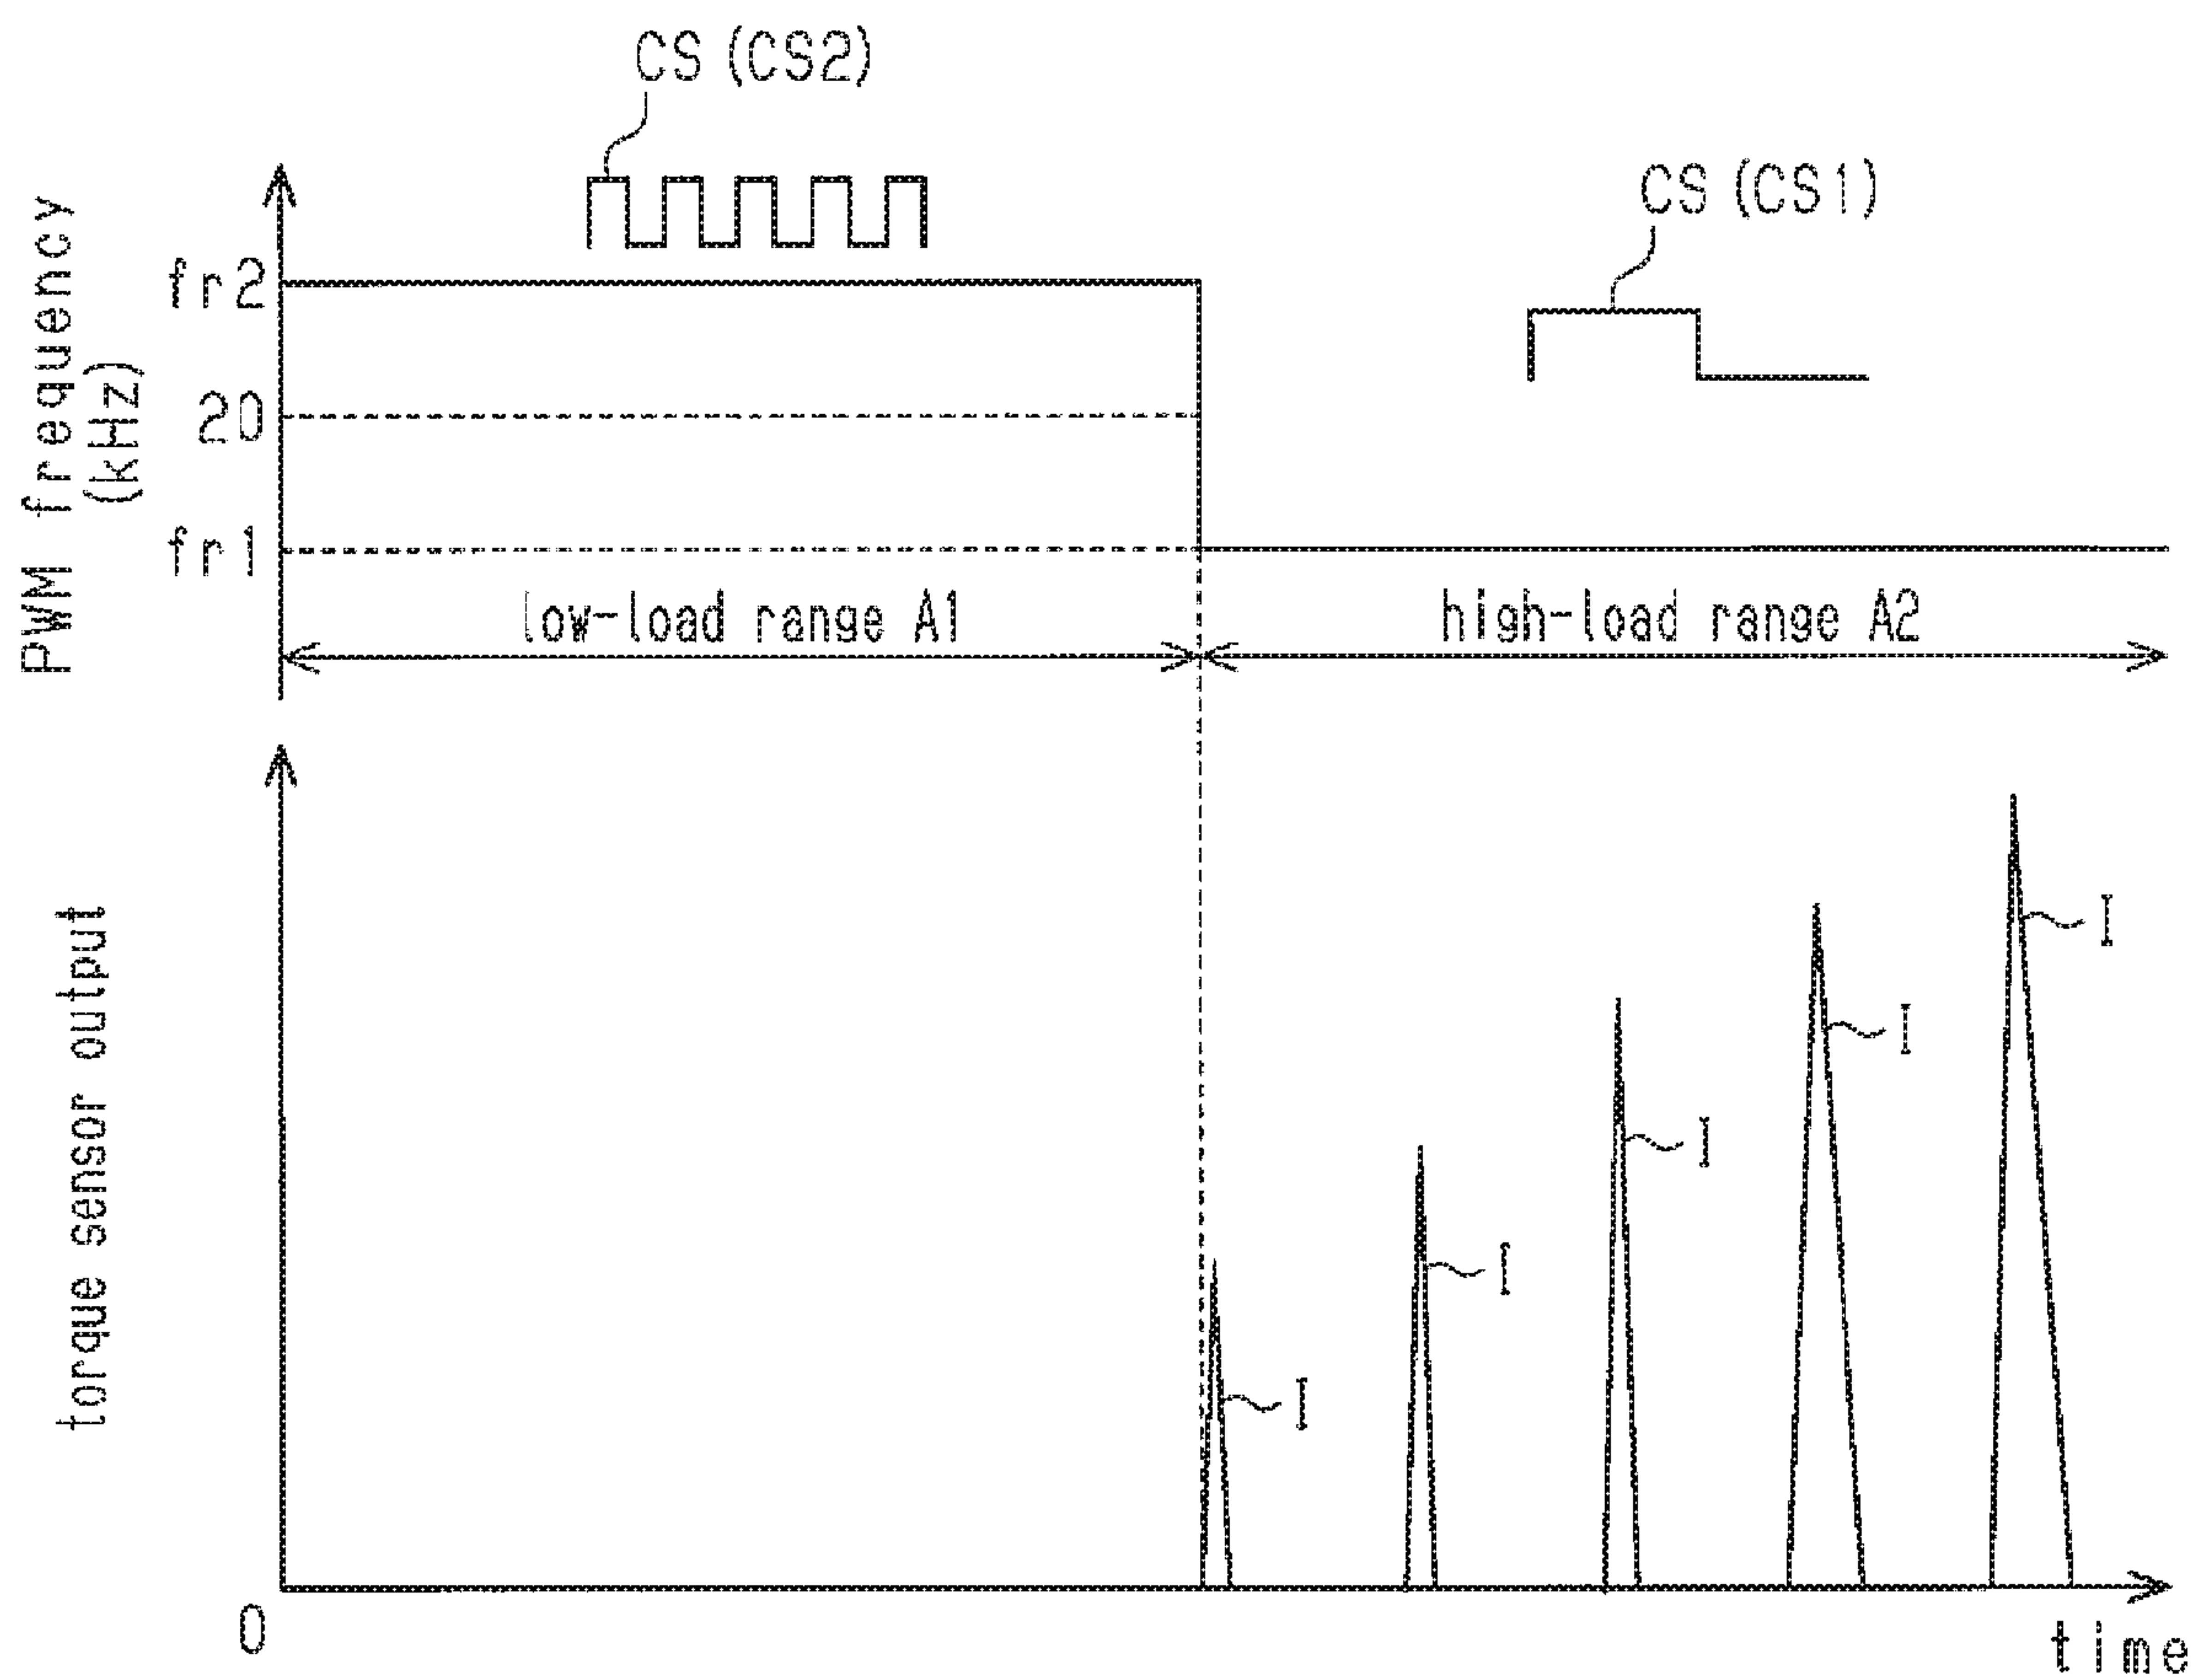 CS (CS2)
CS (CS1)
PWM frequency
(kHz)
fr2
20
fr1
low-load range A1
high-load range A2
torque sensor output
I
I
I
I
I
0
time